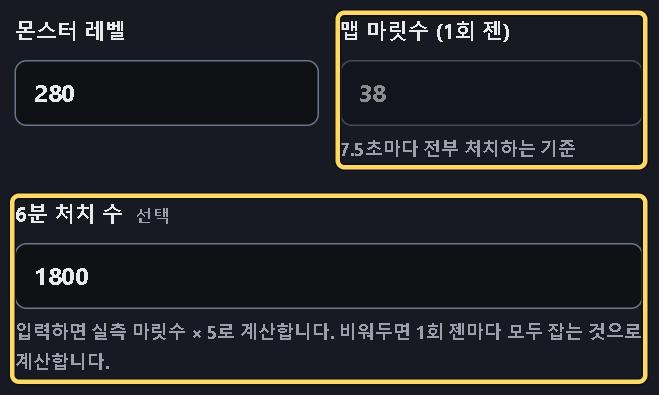 몬스터 레벨
맵 마릿수 (1회 젠)
280
38
7.5초마다 전부 처치하는 기준
6분 처치 수 선택
1800
입력하면 실측 마릿수 × 5로 계산합니다. 비워두면 1회 젠마다 모두 잡는 것으로
계산합니다.